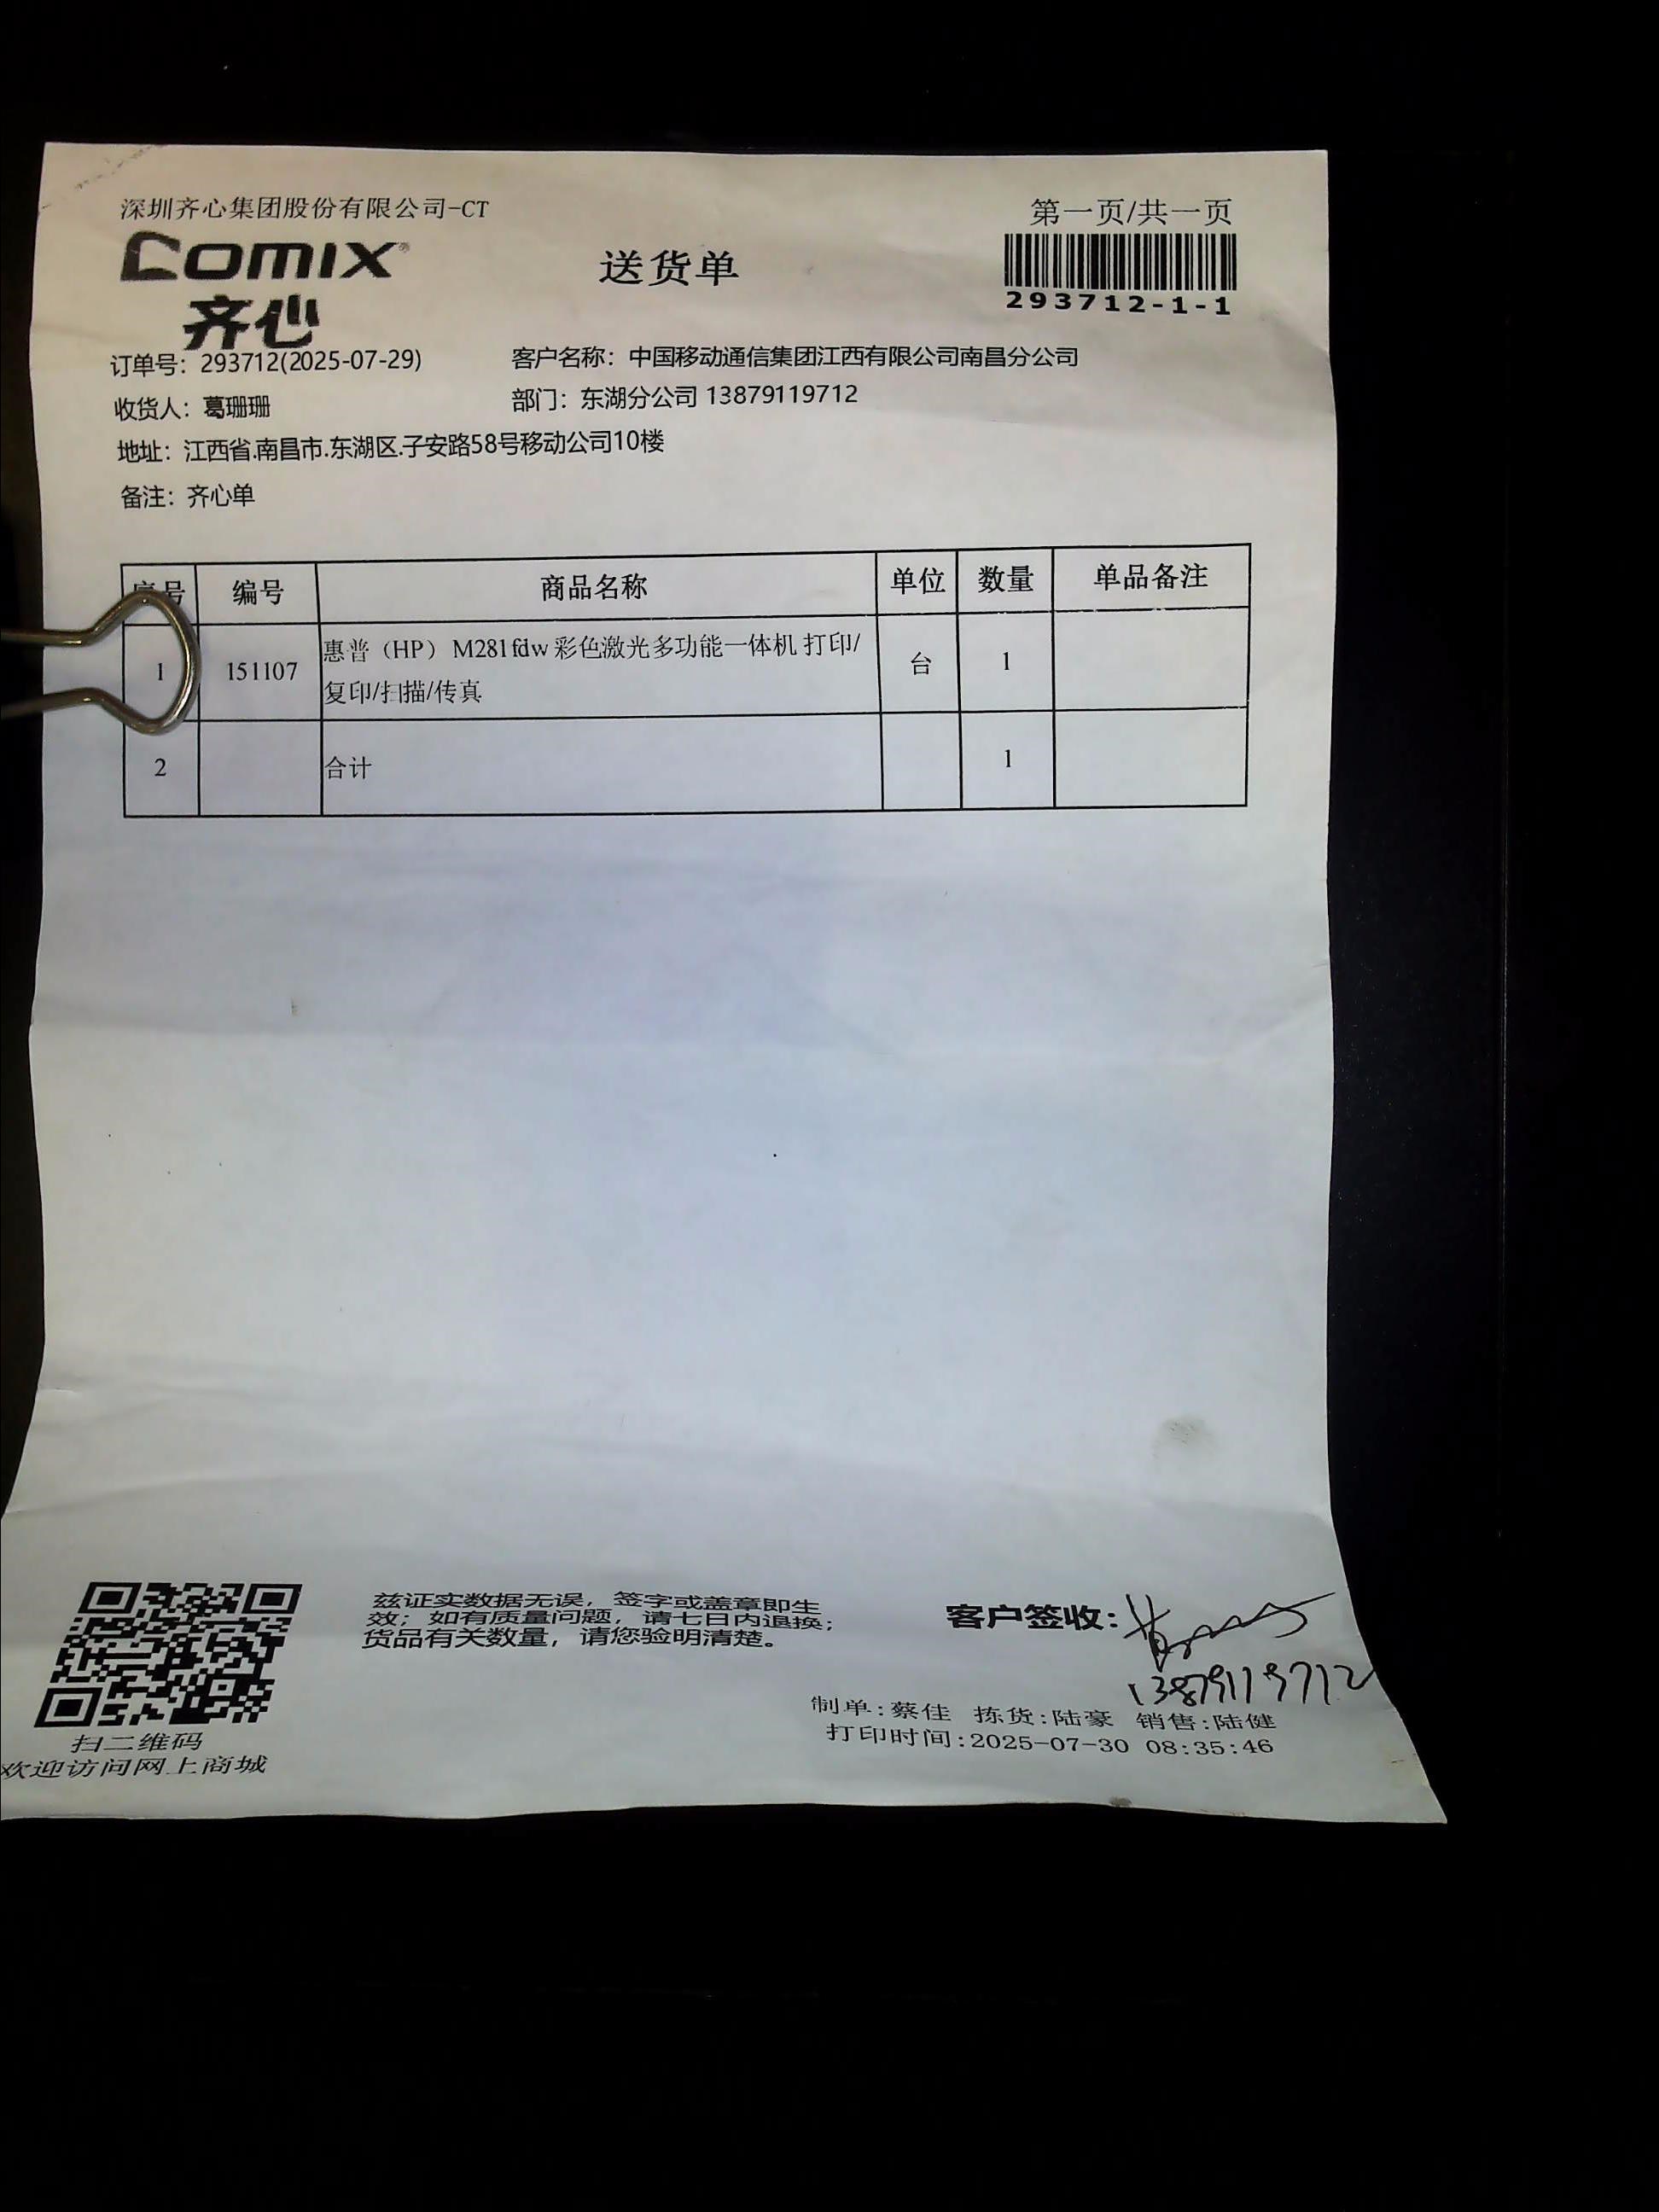 深圳齐心集团股份有限公司-CT
第一页/共一页
COMIX®
齐心
送货单
293712-1-1
订单号：293712(2025-07-29)
客户名称：中国移动通信集团江西有限公司南昌分公司
收货人：葛珊珊
部门：东湖分公司 13879119712
地址：江西省.南昌市.东湖区.子安路58号移动公司10楼
备注：齐心单
序号 编号 商品名称 单位 数量 单品备注
1 151107 惠普（HP） M281fdw 彩色激光多功能一体机 打印/ 台 1
复印/扫描/传真
2 合计 1
兹证实数据无误，签字或盖章即生
效；如有质量问题，请七日内退换；
货品有关数量，请您验明清楚。
客户签收：
13879119712
制单:蔡佳 拣货:陆豪 销售:陆健
打印时间:2025-07-30 08:35:46
扫二维码
欢迎访问网上商城